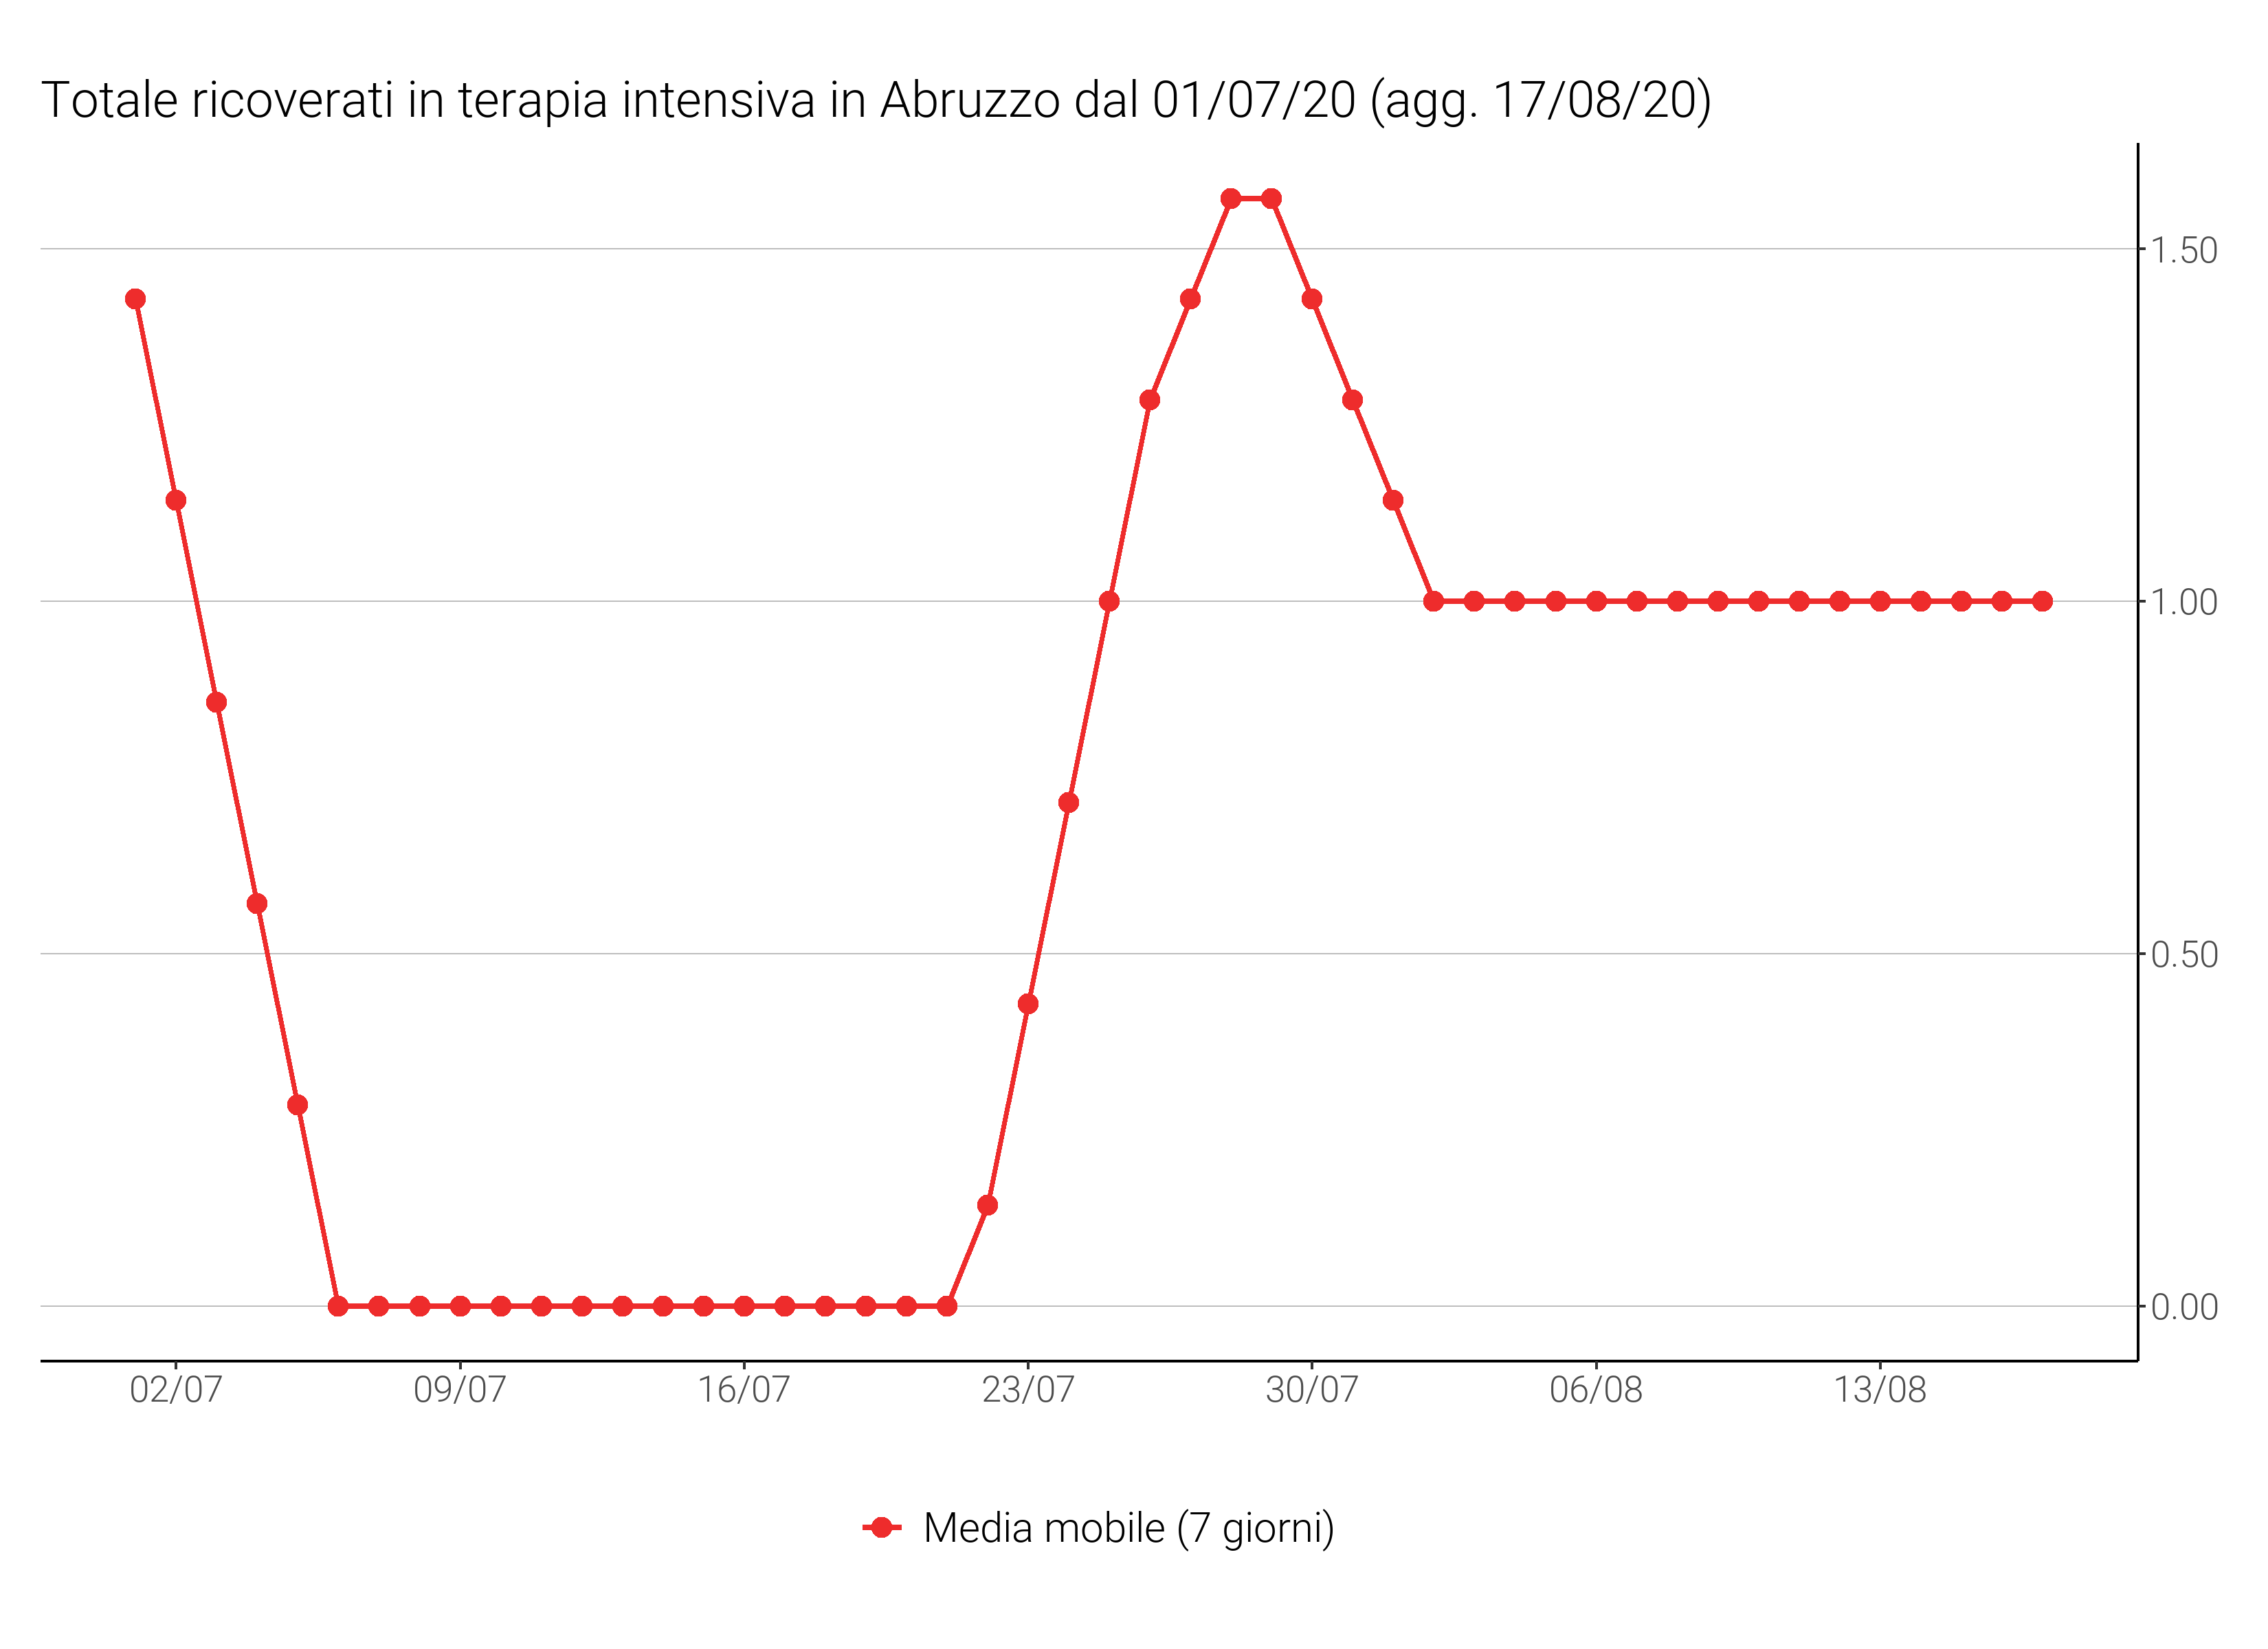 Totale ricoverati in terapia intensiva in Abruzzo dal 01/07/20 (agg. 17/08/20)
1.50
1.00
0.50
0.00
02/07 09/07 16/07 23/07 30/07 06/08 13/08
Media mobile (7 giorni)